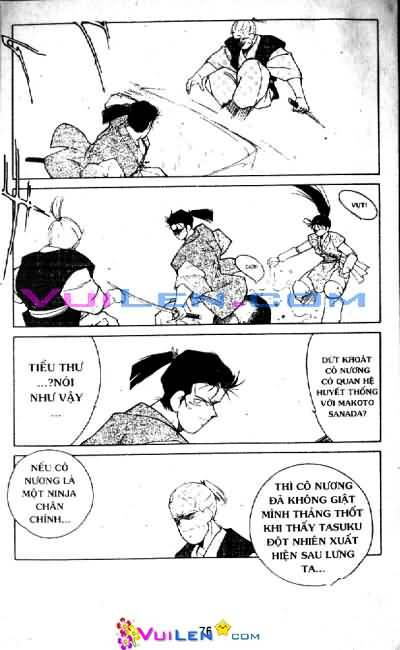 VỤT!
VUILEN.COM
TIỂU THƯ
...?NÓI
NHƯ VẬY
...
DỨT KHOÁT
CÔ NƯƠNG
CÓ QUAN HỆ
HUYẾT THỐNG
VỚI MAKOTO
SANADA?
NẾU CÔ
NƯƠNG LÀ
MỘT NINJA
CHÂN
CHÍNH...
THÌ CÔ NƯƠNG
ĐÃ KHÔNG GIẬT
MÌNH THẢNG THỐT
KHI THẤY TASUKU
ĐỘT NHIÊN XUẤT
HIỆN SAU LƯNG
TA...
76
VUILEN.COM